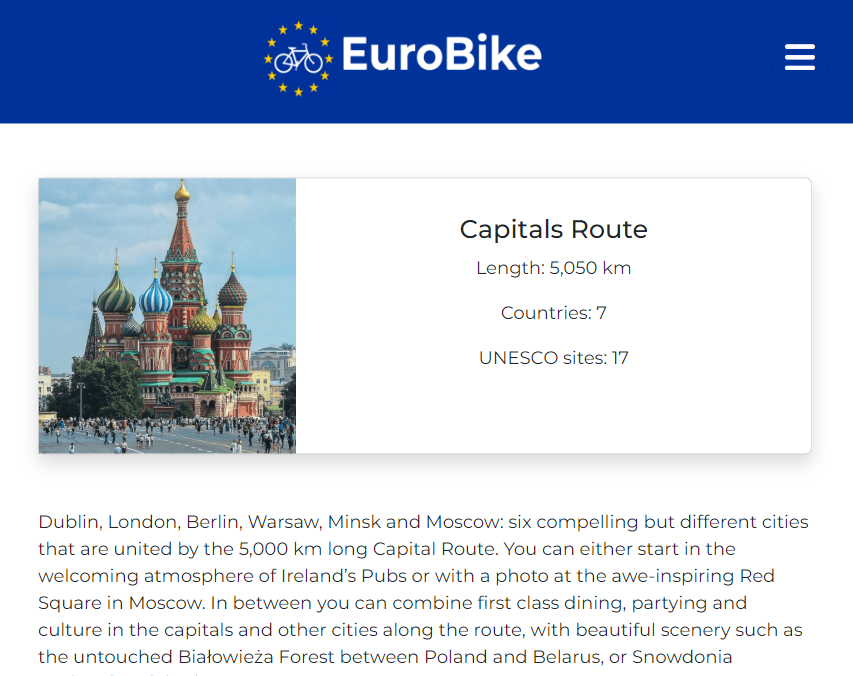 EuroBike
Capitals Route
Length: 5,050 km
Countries: 7
UNESCO sites: 17
Dublin, London, Berlin, Warsaw, Minsk and Moscow: six compelling but different cities
that are united by the 5,000 km long Capital Route. You can either start in the
welcoming atmosphere of Ireland’s Pubs or with a photo at the awe-inspiring Red
Square in Moscow. In between you can combine first class dining, partying and
culture in the capitals and other cities along the route, with beautiful scenery such as
the untouched Białowieża Forest between Poland and Belarus, or Snowdonia